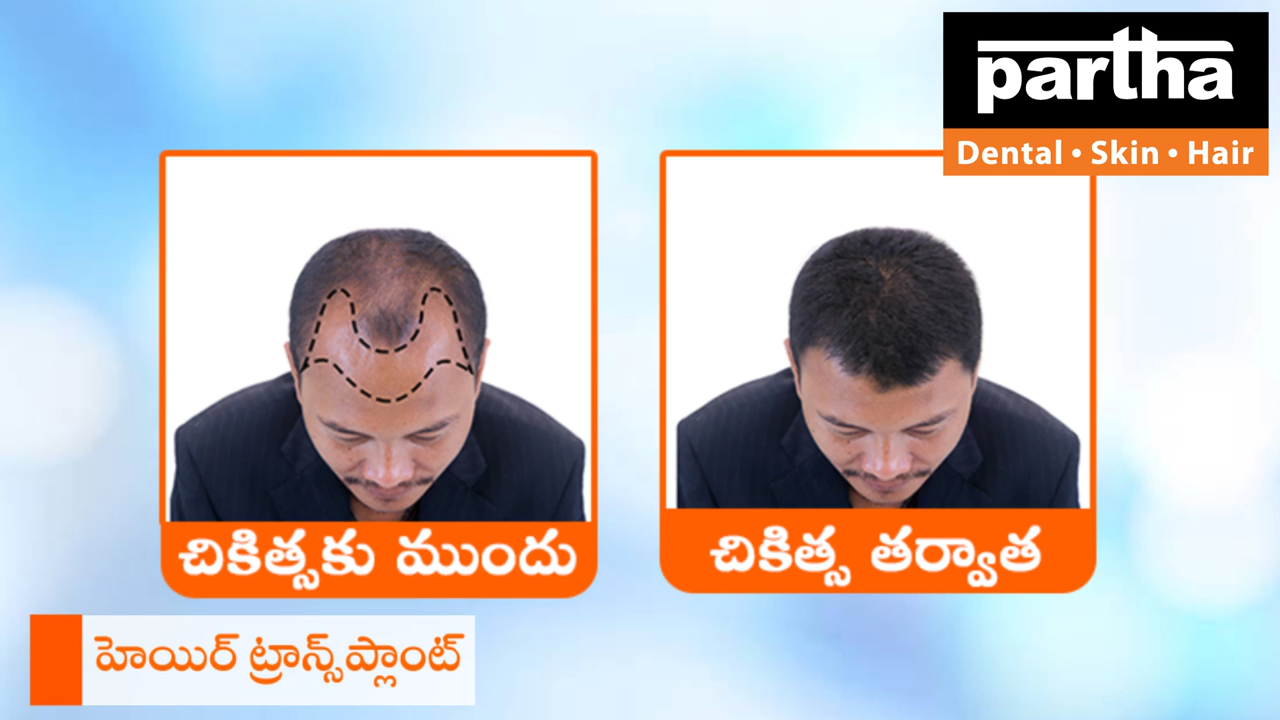 partha
Dental • Skin • Hair
చికిత్సకు ముందు
చికిత్స తర్వాత
హెయిర్ ట్రాన్స్‌ప్లాంట్